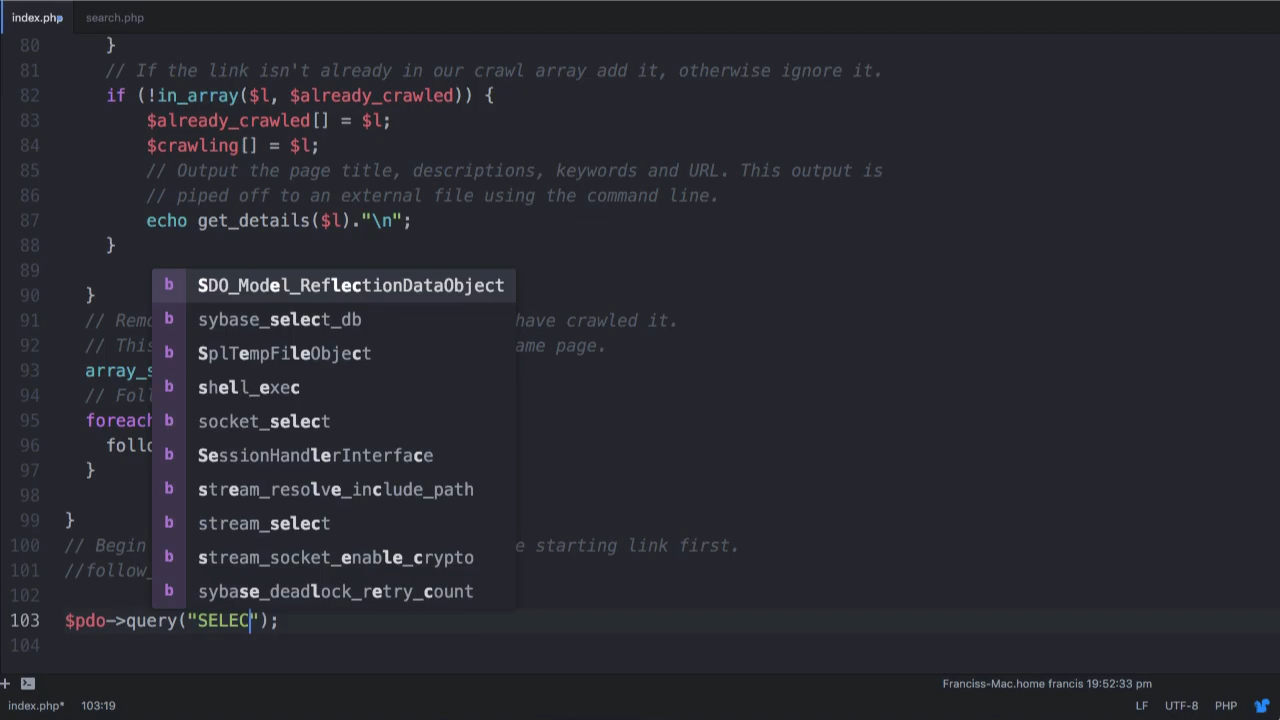 index.php
search.php
80 }
81 // If the link isn't already in our crawl array add it, otherwise ignore it.
82 if (!in_array($l, $already_crawled)) {
83 $already_crawled[] = $l;
84 $crawling[] = $l;
85 // Output the page title, descriptions, keywords and URL. This output is
86 // piped off to an external file using the command line.
87 echo get_details($l)."\n";
88 }
89
b SDO_Model_ReflectionDataObject
90 }
91 // Remo have crawled it.
b sybase_select_db
92 // This ame page.
b SplTempFileObject
93 array_s
b shell_exec
94 // Foll
95 foreach
b socket_select
96 follo
b SessionHandlerInterface
97 }
b stream_resolve_include_path
98
99 }
b stream_select
100 // Begin e starting link first.
b stream_socket_enable_crypto
101 //follow_
b sybase_deadlock_retry_count
102
103 $pdo->query("SELEC");
104
+ Franciss-Mac.home francis 19:52:33 pm
index.php* 103:19 LF UTF-8 PHP